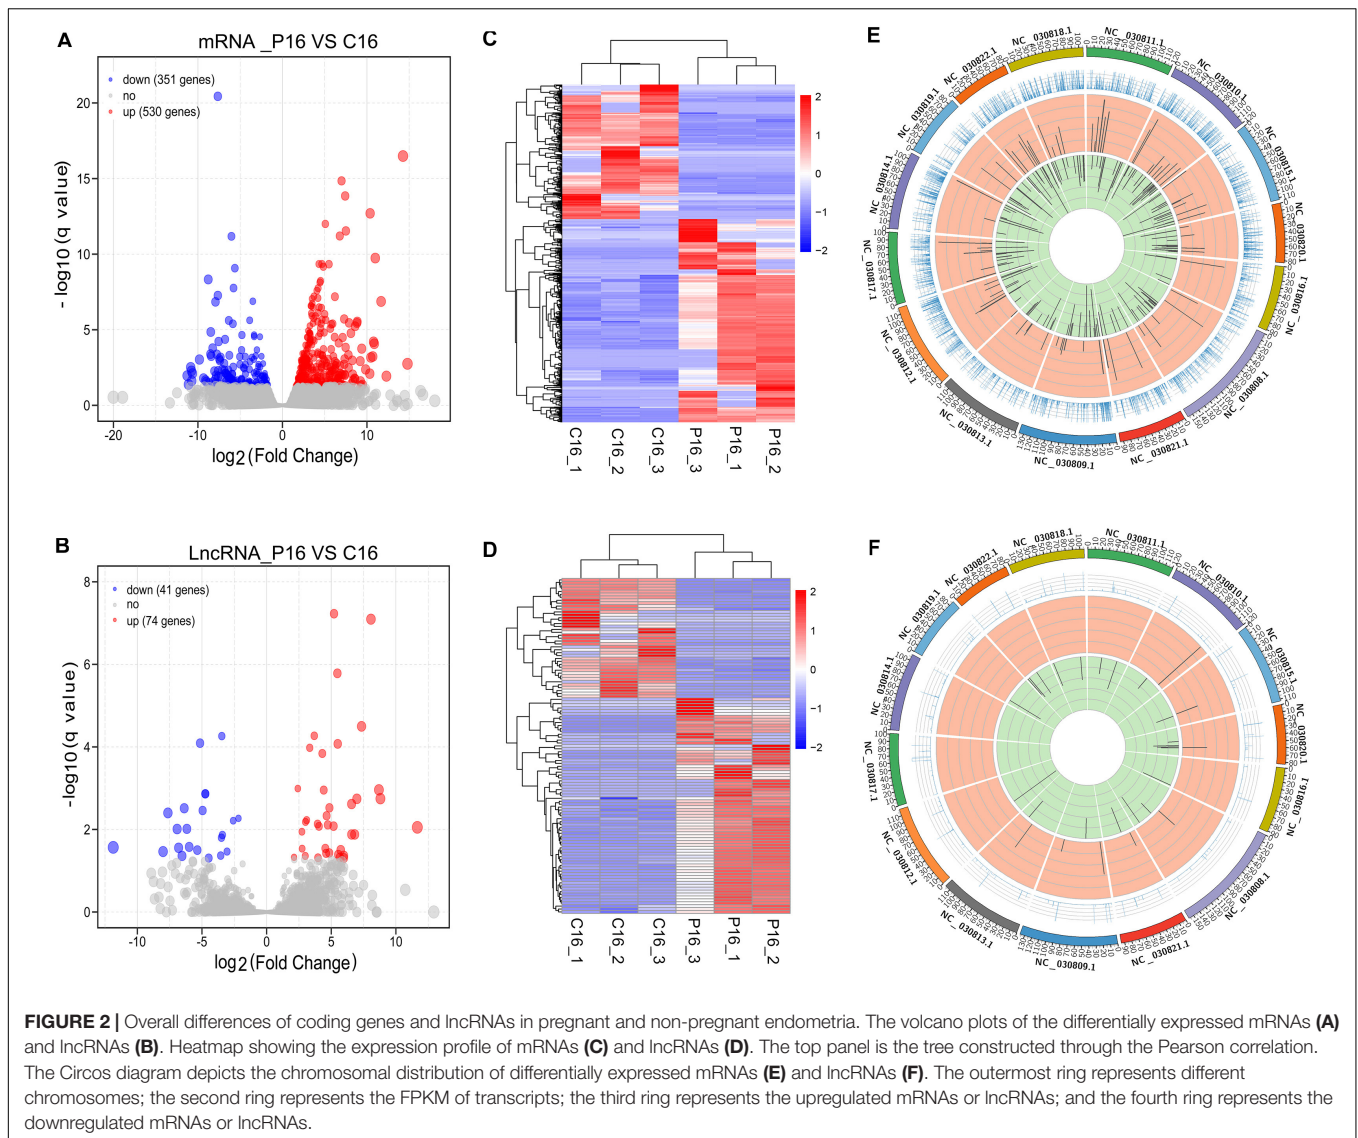 A
mRNA _P16 VS C16
down (351 genes)
no
up (530 genes)
- log10 (q value)
20
15
10
5
0
-20
-10
0
10
log2 (Fold Change)
C
2
1
0
−1
−2
C16_1
C16_2
C16_3
P16_3
P16_1
P16_2
E
NC_030811.1
NC_030810.1
NC_030815.1
NC_030820.1
NC_030816.1
NC_030808.1
NC_030821.1
NC_030809.1
NC_030813.1
NC_030812.1
NC_030817.1
NC_030814.1
NC_030819.1
NC_030822.1
NC_030818.1
B
LncRNA_P16 VS C16
down (41 genes)
no
up (74 genes)
-log10 (q value)
8
6
4
2
0
-10
-5
0
5
10
log2 (Fold Change)
D
2
1
0
−1
−2
C16_1
C16_2
C16_3
P16_3
P16_1
P16_2
F
NC_030811.1
NC_030810.1
NC_030815.1
NC_030820.1
NC_030816.1
NC_030808.1
NC_030821.1
NC_030809.1
NC_030813.1
NC_030812.1
NC_030817.1
NC_030814.1
NC_030819.1
NC_030822.1
NC_030818.1
FIGURE 2 | Overall differences of coding genes and lncRNAs in pregnant and non-pregnant endometria. The volcano plots of the differentially expressed mRNAs (A)
and lncRNAs (B). Heatmap showing the expression profile of mRNAs (C) and lncRNAs (D). The top panel is the tree constructed through the Pearson correlation.
The Circos diagram depicts the chromosomal distribution of differentially expressed mRNAs (E) and lncRNAs (F). The outermost ring represents different
chromosomes; the second ring represents the FPKM of transcripts; the third ring represents the upregulated mRNAs or lncRNAs; and the fourth ring represents the
downregulated mRNAs or lncRNAs.